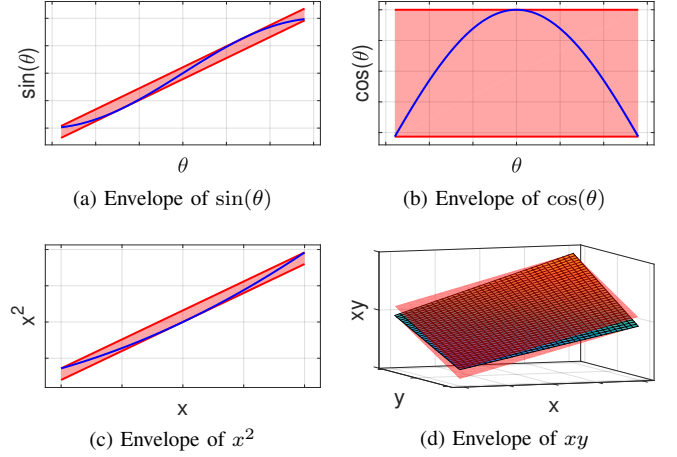 sin(θ)
θ
(a) Envelope of sin(θ)
cos(θ)
θ
(b) Envelope of cos(θ)
x²
x
(c) Envelope of x²
xy
y
x
(d) Envelope of xy